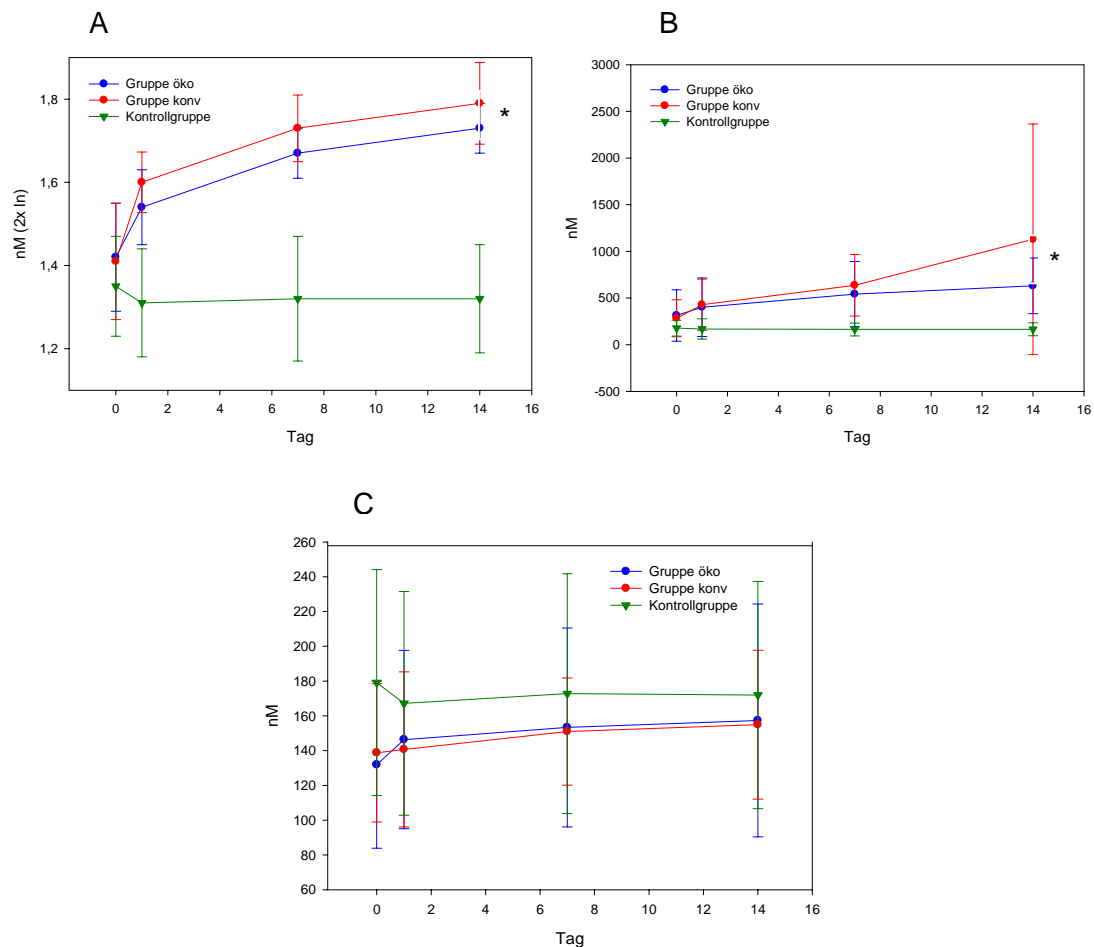 A
Gruppe öko
Gruppe konv
Kontrollgruppe
*
1,8
1,6
1,4
1,2
nM (2x ln)
0 2 4 6 8 10 12 14 16
Tag
B
Gruppe öko
Gruppe konv
Kontrollgruppe
*
3000
2500
2000
1500
1000
500
0
-500
nM
0 2 4 6 8 10 12 14 16
Tag
C
Gruppe öko
Gruppe konv
Kontrollgruppe
260
240
220
200
180
160
140
120
100
80
60
nM
0 2 4 6 8 10 12 14 16
Tag